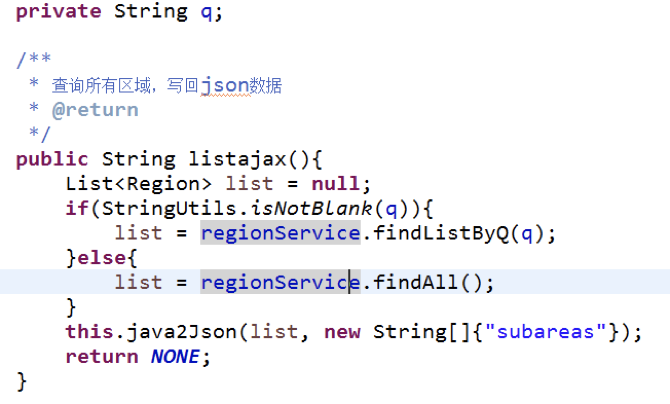 private String q;
/**
 * 查询所有区域，写回json数据
 * @return
 */
public String listajax(){
    List<Region> list = null;
    if(StringUtils.isNotBlank(q)){
        list = regionService.findListByQ(q);
    }else{
        list = regionService.findAll();
    }
    this.java2Json(list, new String[]{"subareas"});
    return NONE;
}